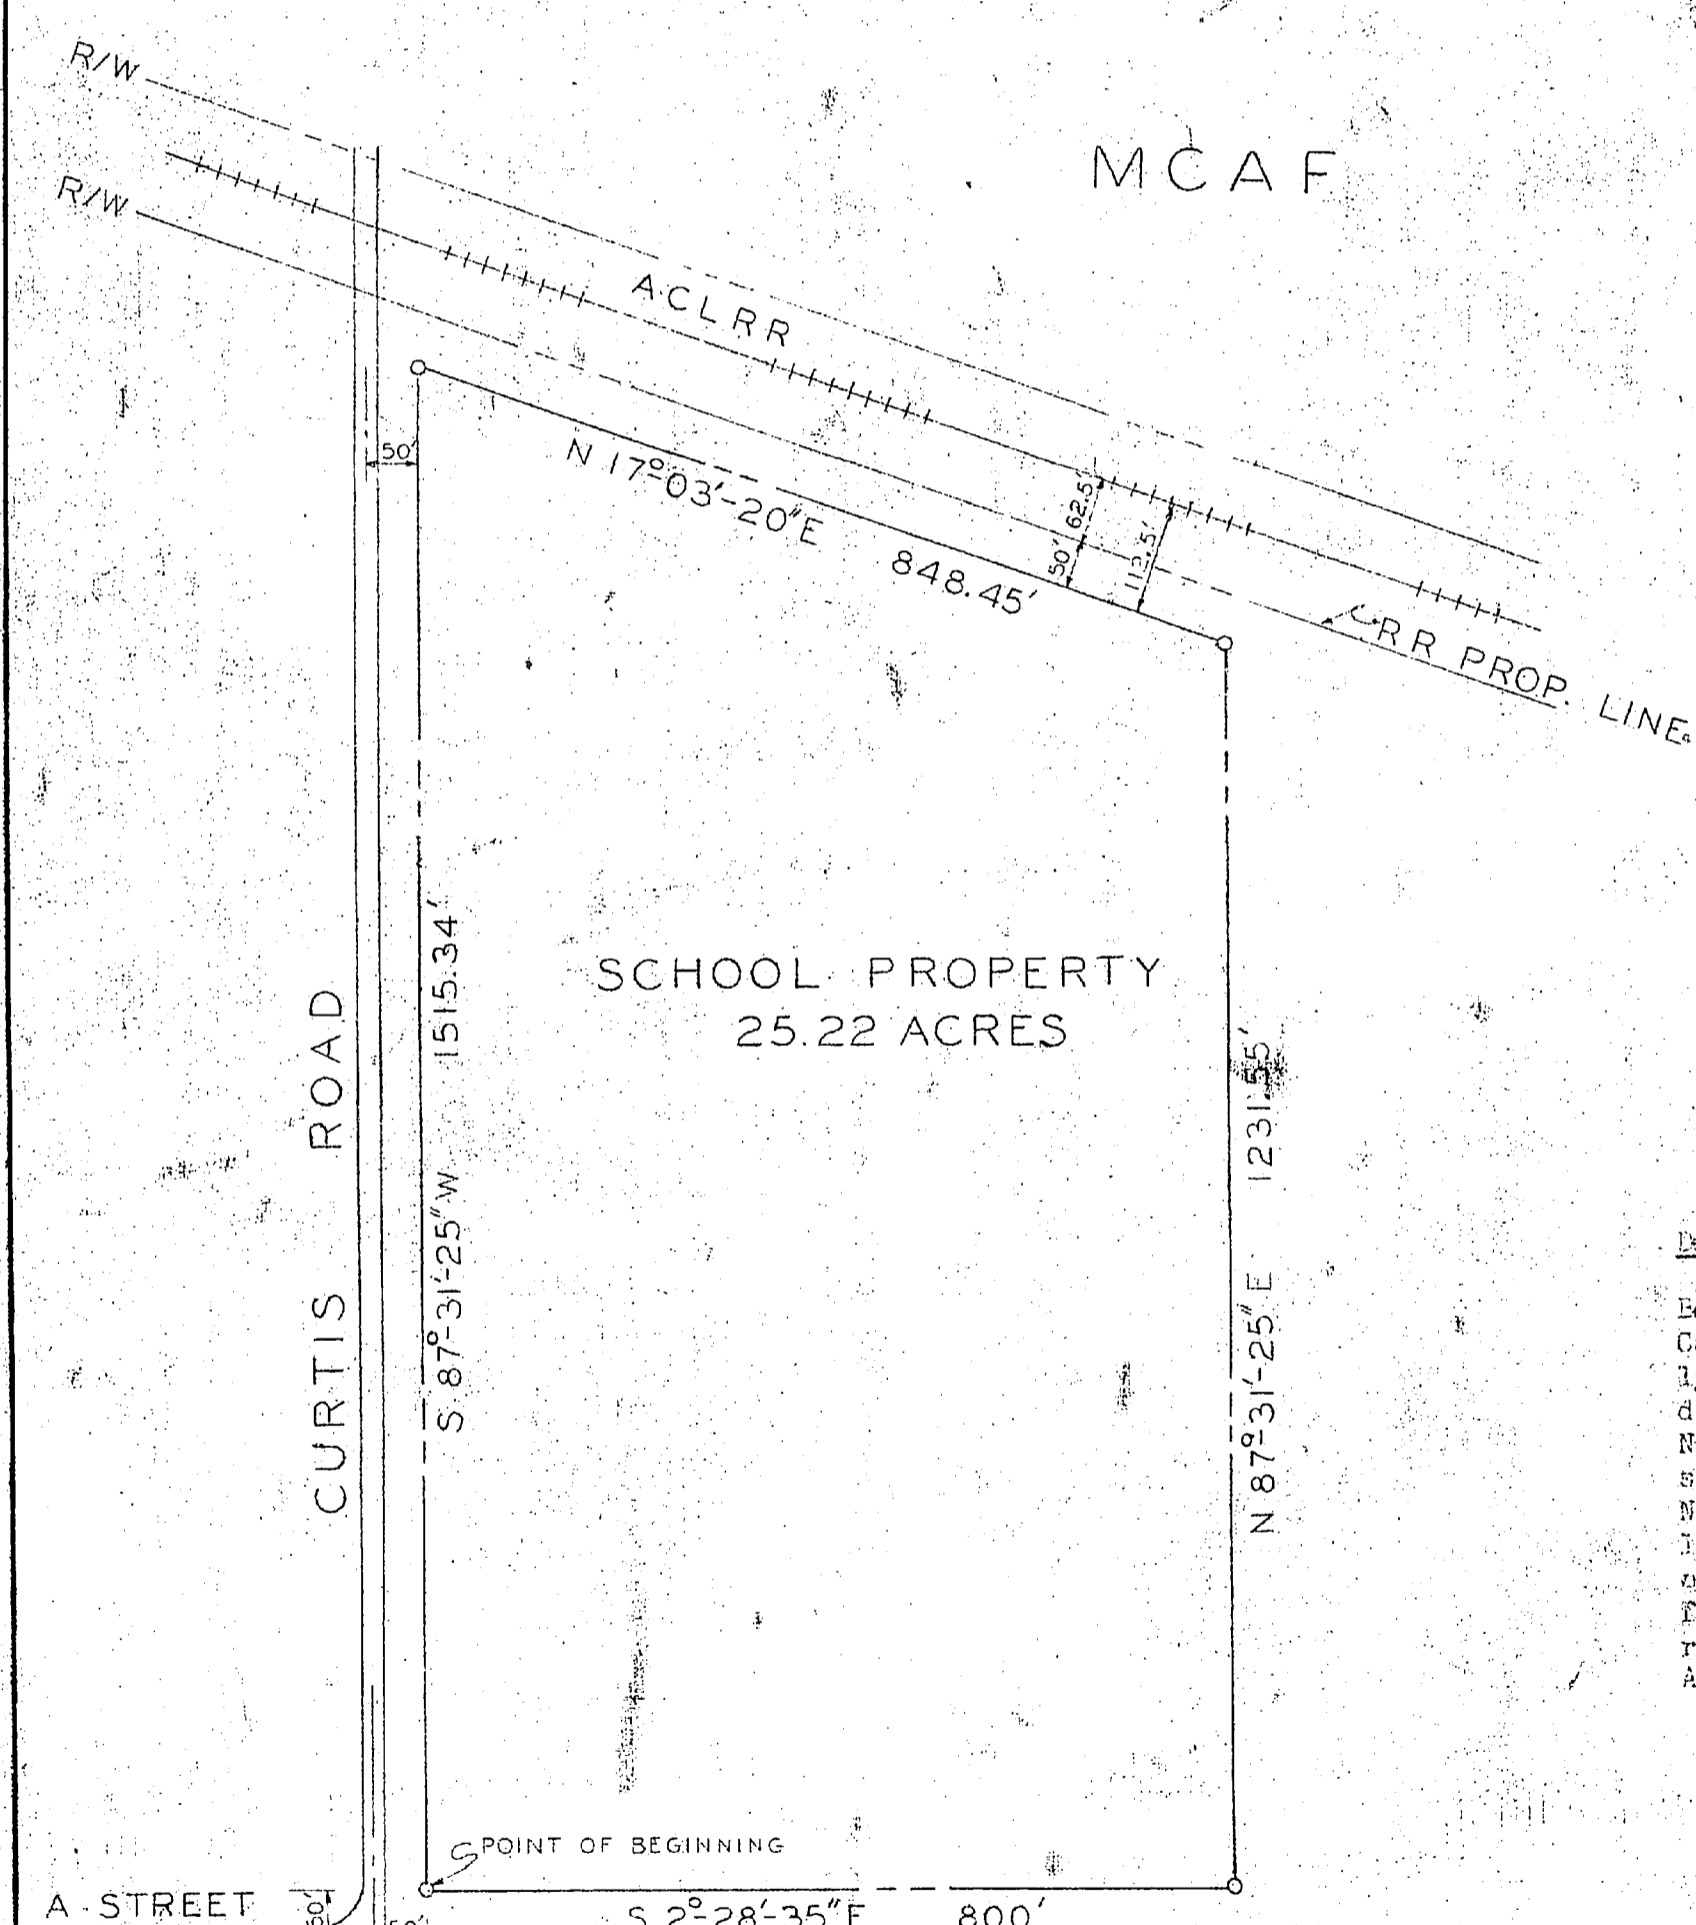 R/W
MCAF
R/W
ACLRR
50'
N 17°-03'-20" E 848.45'
62.5'
50'
112.5'
RR PROP. LINE
1515.34'
SCHOOL PROPERTY
25.22 ACRES
CURTIS ROAD
S 87°-31'-25" W
1231.55'
N 87°-31'-25" E
POINT OF BEGINNING
A STREET
S 2°-28'-35" E 800'